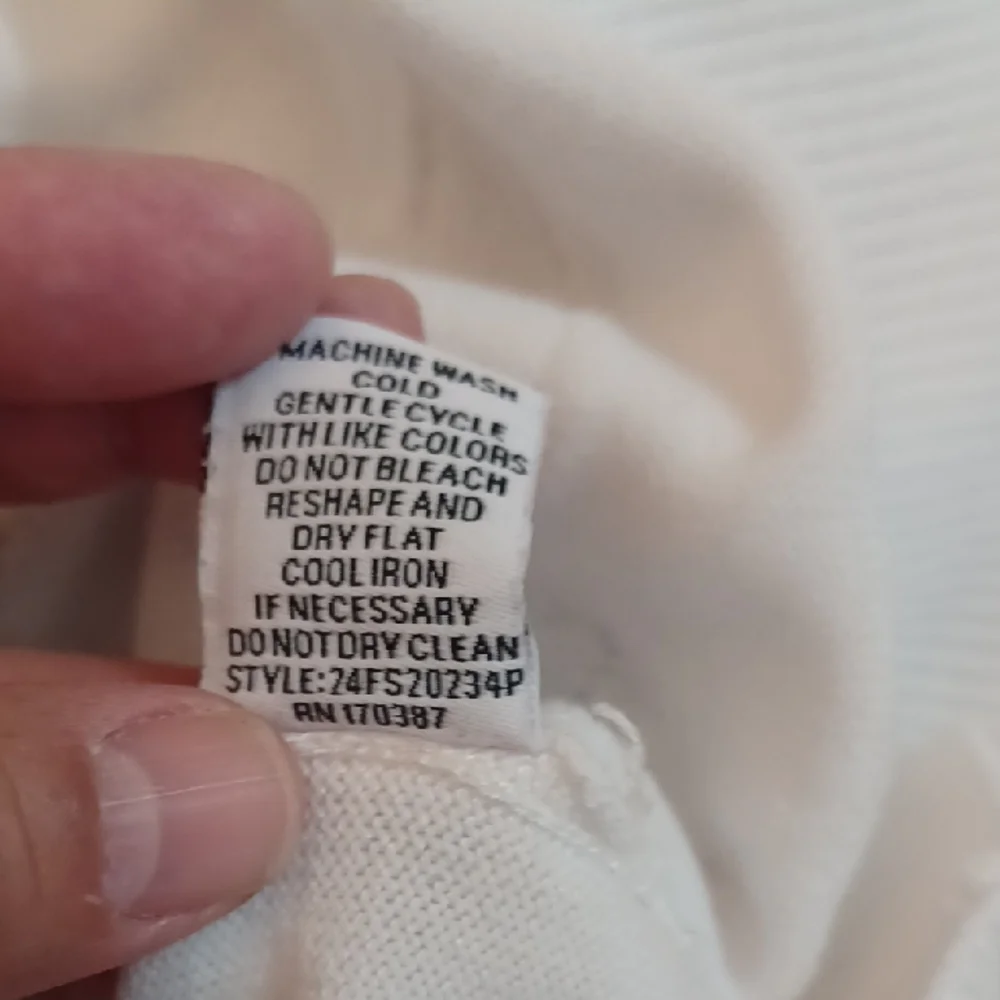 MACHINE WASH
COLD
GENTLE CYCLE
WITH LIKE COLORS
DO NOT BLEACH
RESHAPE AND
DRY FLAT
COOL IRON
IF NECESSARY
DO NOT DRY CLEAN
STYLE:24FS20234P
RN 170387